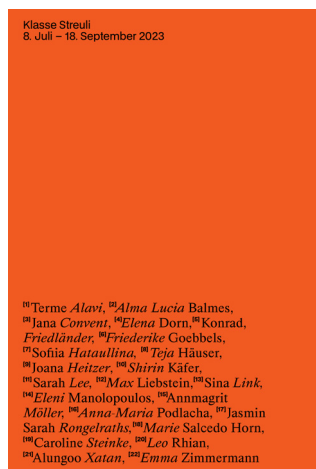 Klasse Streuli
8. Juli – 18. September 2023
[1]Terme Alavi, [2]Alma Lucia Balmes,
[3]Jana Convent, [4]Elena Dorn,[5]Konrad,
Friedländer, [6]Friederike Goebbels,
[7]Sofiia Hataullina, [8]Teja Häuser,
[9]Joana Heitzer, [10]Shirin Käfer,
[11]Sarah Lee, [12]Max Liebstein,[13]Sina Link,
[14]Eleni Manolopoulos, [15]Annmagrit
Möller, [16]Anna-Maria Podlacha, [17]Jasmin
Sarah Rongelraths,[18]Marie Salcedo Horn,
[19]Caroline Steinke, [20]Leo Rhian,
[21]Alungoo Xatan, [22]Emma Zimmermann